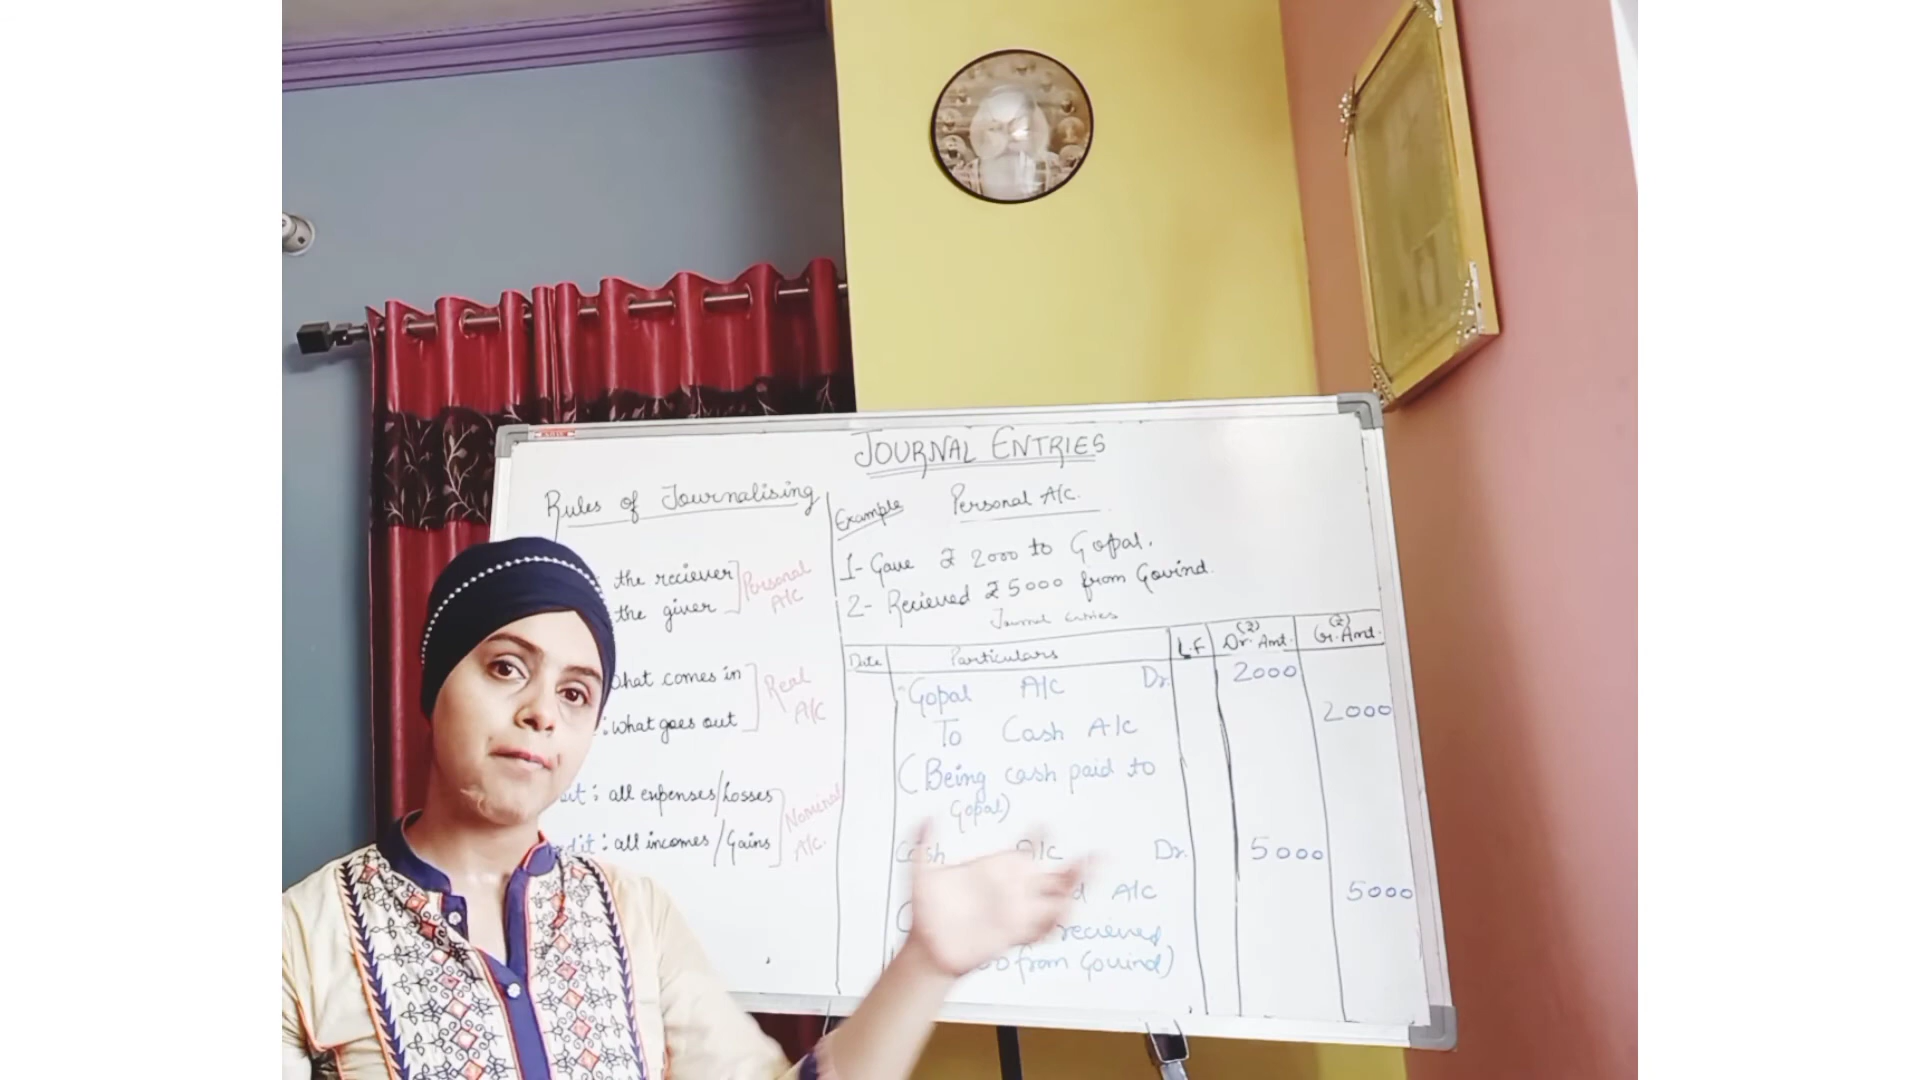 JOURNAL ENTRIES
Rules of Journalising
: the reciever
the giver
Personal
A/c
what comes in
: what goes out
Real
A/c
: all expenses/losses
: all incomes/Gains
Nominal
A/c.
Example Personal A/c.
1- Gave ₹ 2000 to Gopal.
2- Recieved ₹5000 from Govind.
Journal Entries
Date Particulars L.F Dr. Amt. (₹) Cr. Amt. (₹)
Gopal A/c Dr. 2000
To Cash A/c 2000
(Being cash paid to
Gopal)
Cash A/c Dr. 5000
A/c 5000
recieved
from Govind)